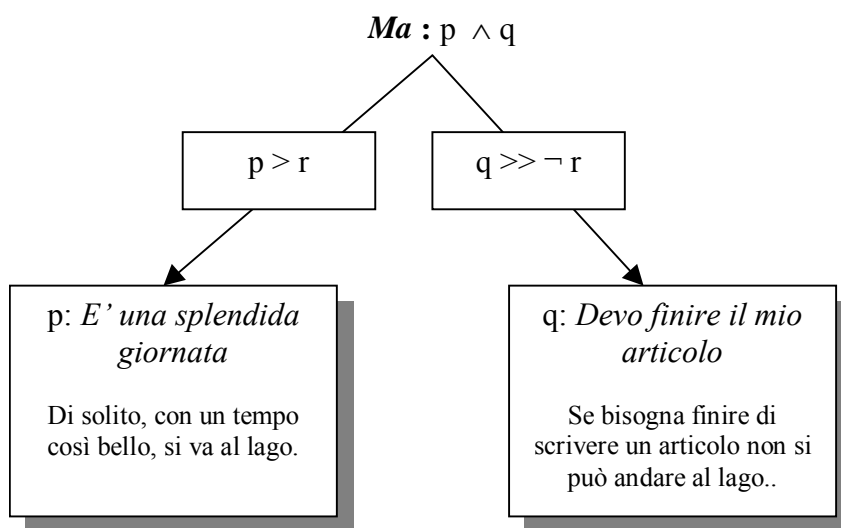 Ma : p ∧ q
p > r
q >> ¬ r
p: E’ una splendida
giornata
Di solito, con un tempo
così bello, si va al lago.
q: Devo finire il mio
articolo
Se bisogna finire di
scrivere un articolo non si
può andare al lago..